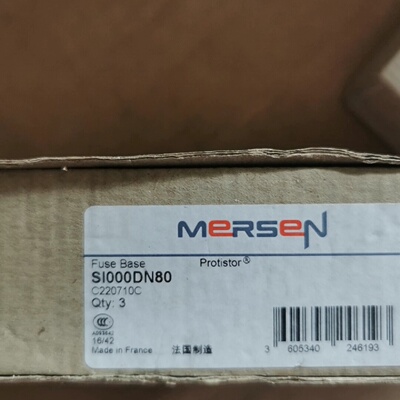 MERSEN
Fuse Base Protistor®
SI000DN80
C220710C
Qty: 3
16/42
Made in France 法国制造
3 605340 246193